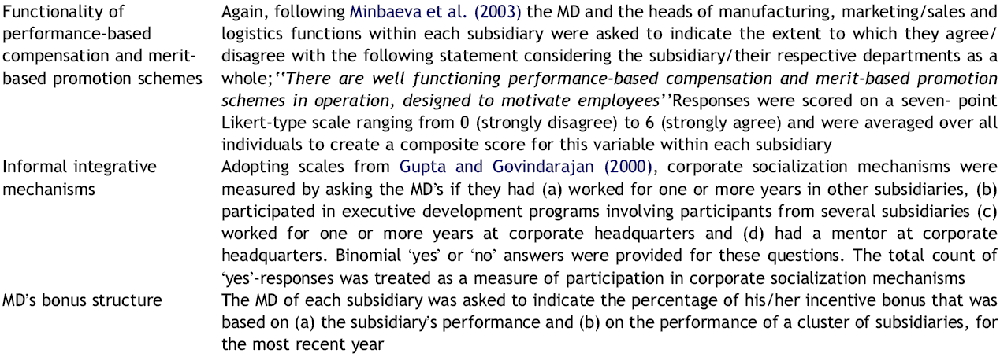 Functionality of
performance-based
compensation and merit-
based promotion schemes
Again, following Minbaeva et al. (2003) the MD and the heads of manufacturing, marketing/sales and
logistics functions within each subsidiary were asked to indicate the extent to which they agree/
disagree with the following statement considering the subsidiary/their respective departments as a
whole;‘‘There are well functioning performance-based compensation and merit-based promotion
schemes in operation, designed to motivate employees’’Responses were scored on a seven- point
Likert-type scale ranging from 0 (strongly disagree) to 6 (strongly agree) and were averaged over all
individuals to create a composite score for this variable within each subsidiary
Informal integrative
mechanisms
Adopting scales from Gupta and Govindarajan (2000), corporate socialization mechanisms were
measured by asking the MD’s if they had (a) worked for one or more years in other subsidiaries, (b)
participated in executive development programs involving participants from several subsidiaries (c)
worked for one or more years at corporate headquarters and (d) had a mentor at corporate
headquarters. Binomial ‘yes’ or ‘no’ answers were provided for these questions. The total count of
‘yes’-responses was treated as a measure of participation in corporate socialization mechanisms
MD’s bonus structure
The MD of each subsidiary was asked to indicate the percentage of his/her incentive bonus that was
based on (a) the subsidiary’s performance and (b) on the performance of a cluster of subsidiaries, for
the most recent year